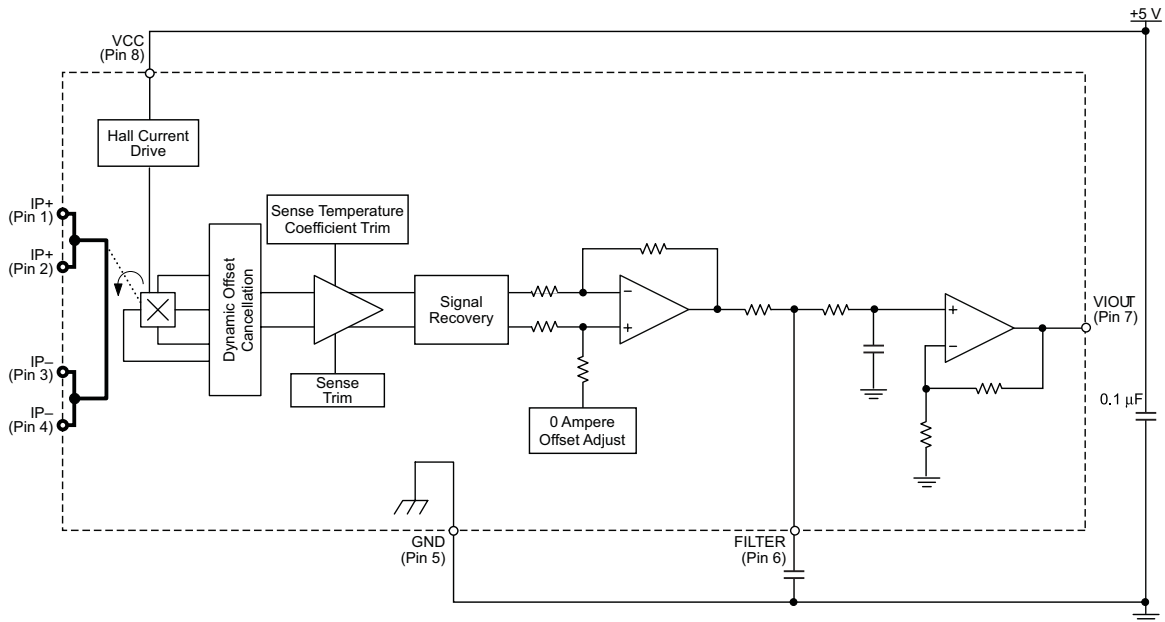 +5 V
VCC
(Pin 8)
Hall Current
Drive
IP+
(Pin 1)
IP+
(Pin 2)
IP–
(Pin 3)
IP–
(Pin 4)
Dynamic Offset
Cancellation
Sense Temperature
Coefficient Trim
Sense
Trim
Signal
Recovery
0 Ampere
Offset Adjust
–
+
+
–
VIOUT
(Pin 7)
0.1 μF
GND
(Pin 5)
FILTER
(Pin 6)